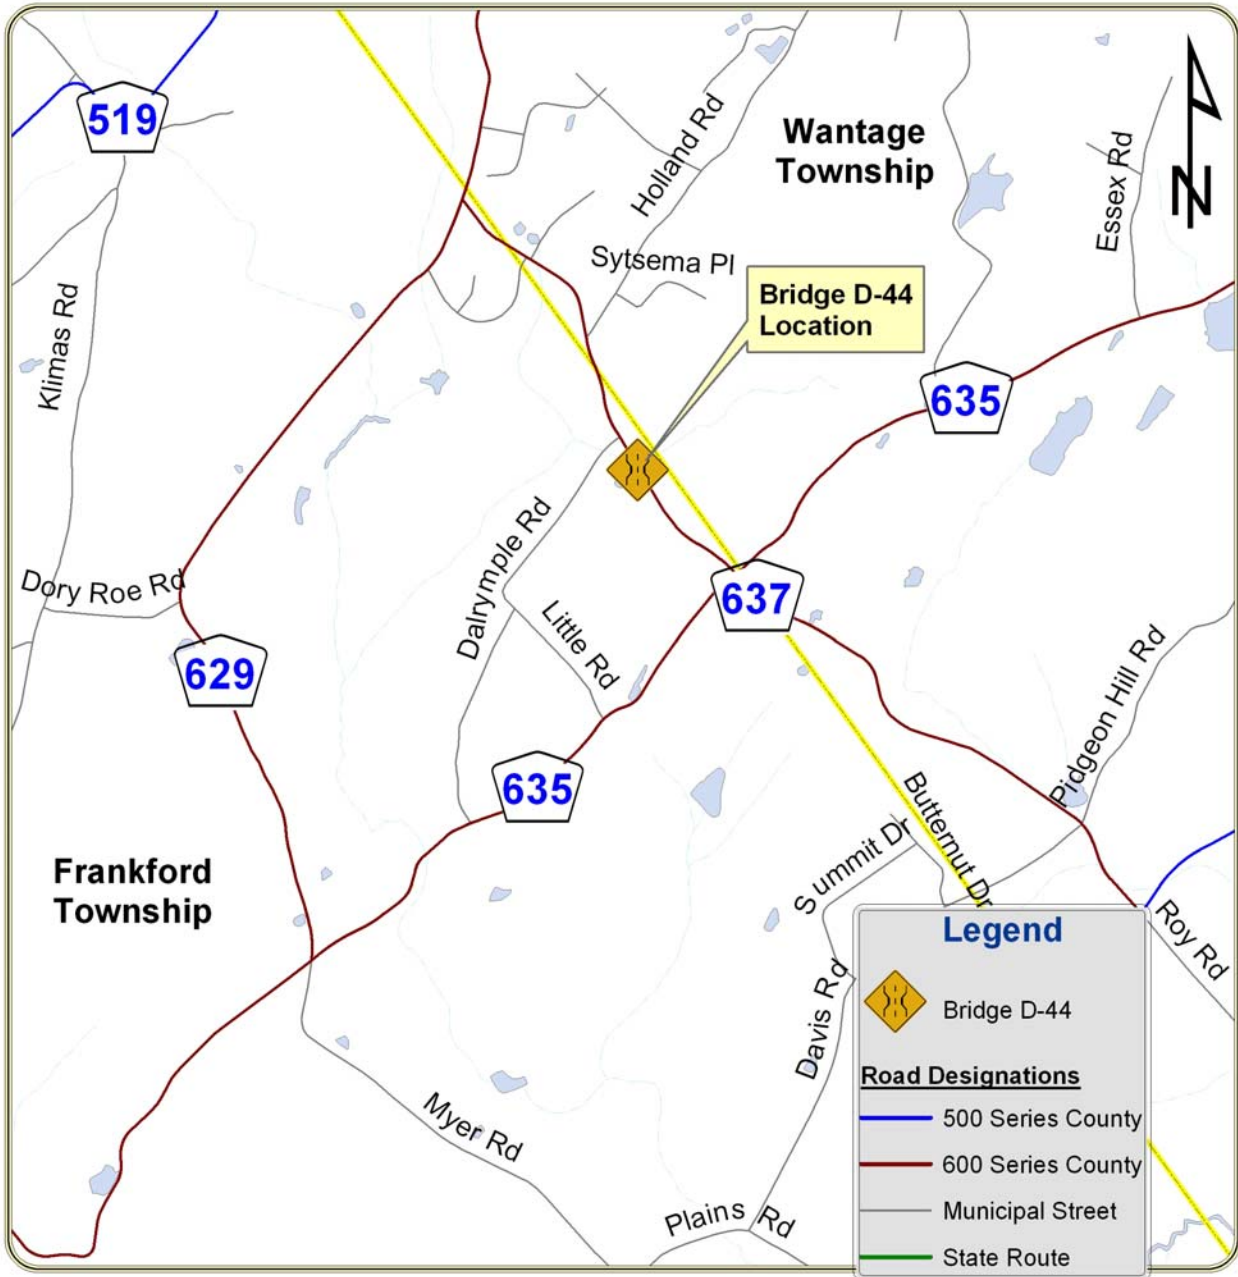 519
Holland Rd
Wantage
Township
Essex Rd
N
Sytsema Pl
Bridge D-44
Location
Klimas Rd
635
Dalrymple Rd
Dory Roe Rd
637
Little Rd
629
Pidgeon Hill Rd
635
Butternut Dr
S ummit Dr
Frankford
Township
Roy Rd
Davis Rd
Myer Rd
Plains Rd
Legend
Bridge D-44
Road Designations
500 Series County
600 Series County
Municipal Street
State Route